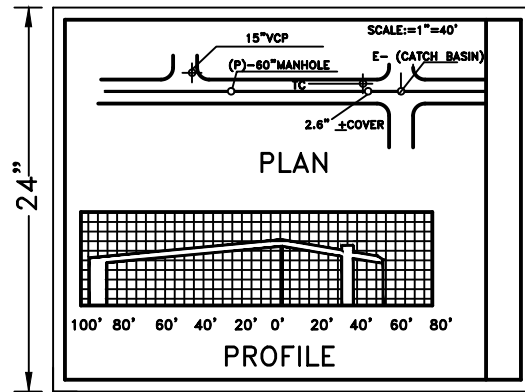 SCALE:=1"=40'
15"VCP
E- (CATCH BASIN)
(P)-60"MANHOLE
TC
2.6" ±COVER
PLAN
24"
100' 80' 60' 40' 20' 0' 20' 40' 60' 80'
PROFILE